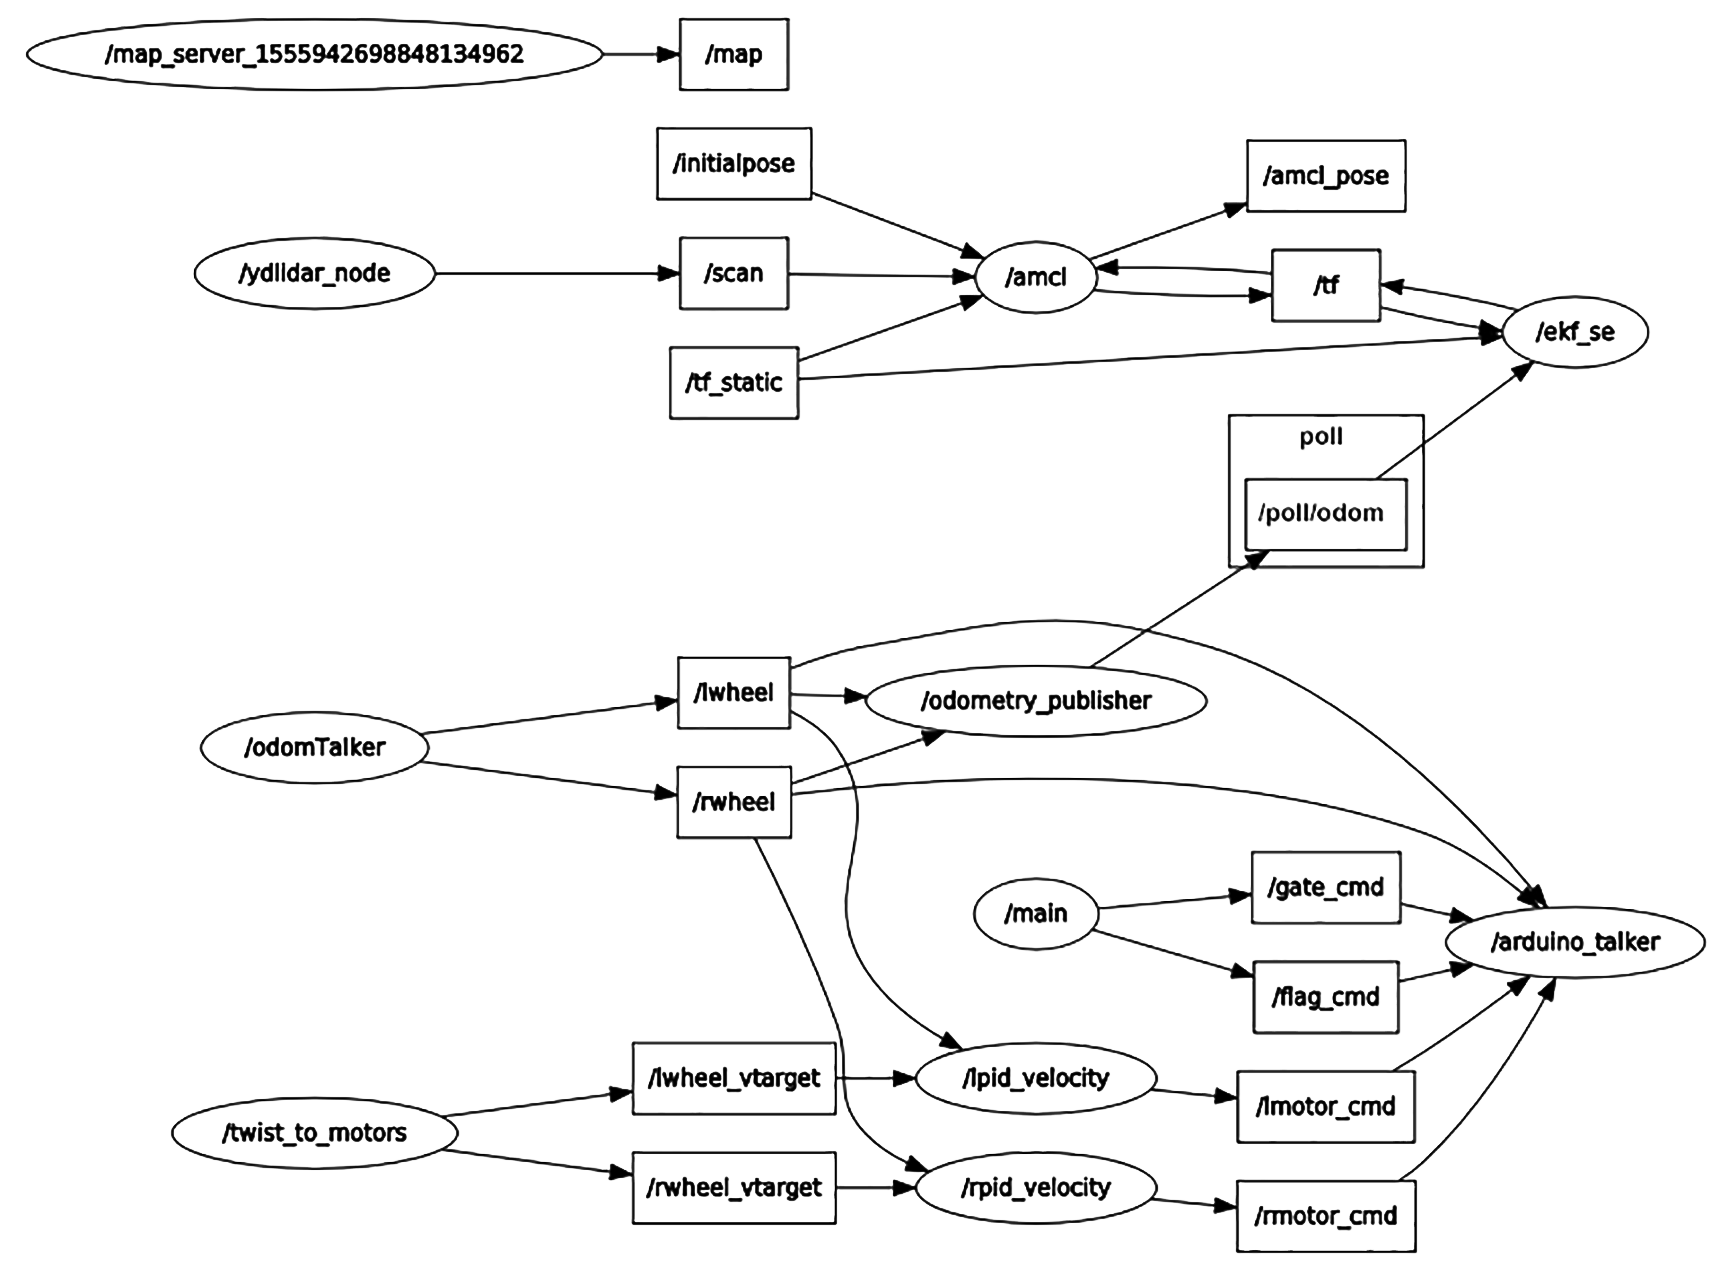 /map_server_1555942698848134962
/map
/initialpose
/amcl_pose
/ydlidar_node
/scan
/amcl
/tf
/ekf_se
/tf_static
poll
/poll/odom
/lwheel
/odometry_publisher
/odomTalker
/rwheel
/gate_cmd
/main
/arduino_talker
/flag_cmd
/lwheel_vtarget
/lpid_velocity
/lmotor_cmd
/twist_to_motors
/rwheel_vtarget
/rpid_velocity
/rmotor_cmd